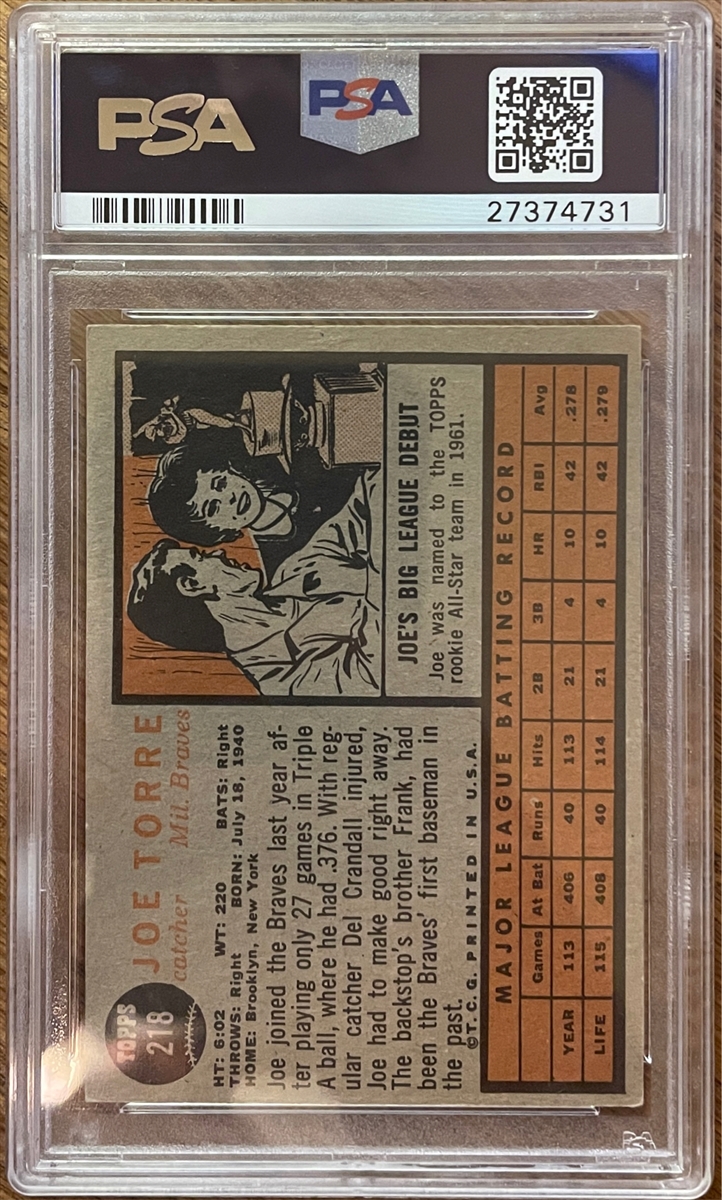 PSA
PSA
27374731
TOPPS
218
JOE TORRE
catcher Mil. Braves
HT: 6:02 WT: 220 BATS: Right
THROWS: Right BORN: July 18, 1940
HOME: Brooklyn, New York
Joe joined the Braves last year af-
ter playing only 27 games in Triple
A ball, where he had .376. With reg-
ular catcher Del Crandall injured,
Joe had to make good right away.
The backstop's brother Frank, had
been the Braves' first baseman in
the past.
©T.C.G. PRINTED IN U.S.A.
JOE'S BIG LEAGUE DEBUT
Joe was named to the TOPPS
rookie All-Star team in 1961.
MAJOR LEAGUE BATTING RECORD
Games At Bat Runs Hits 2B 3B HR RBI Avg
YEAR 113 406 40 113 21 4 10 42 .278
LIFE 115 408 40 114 21 4 10 42 .279